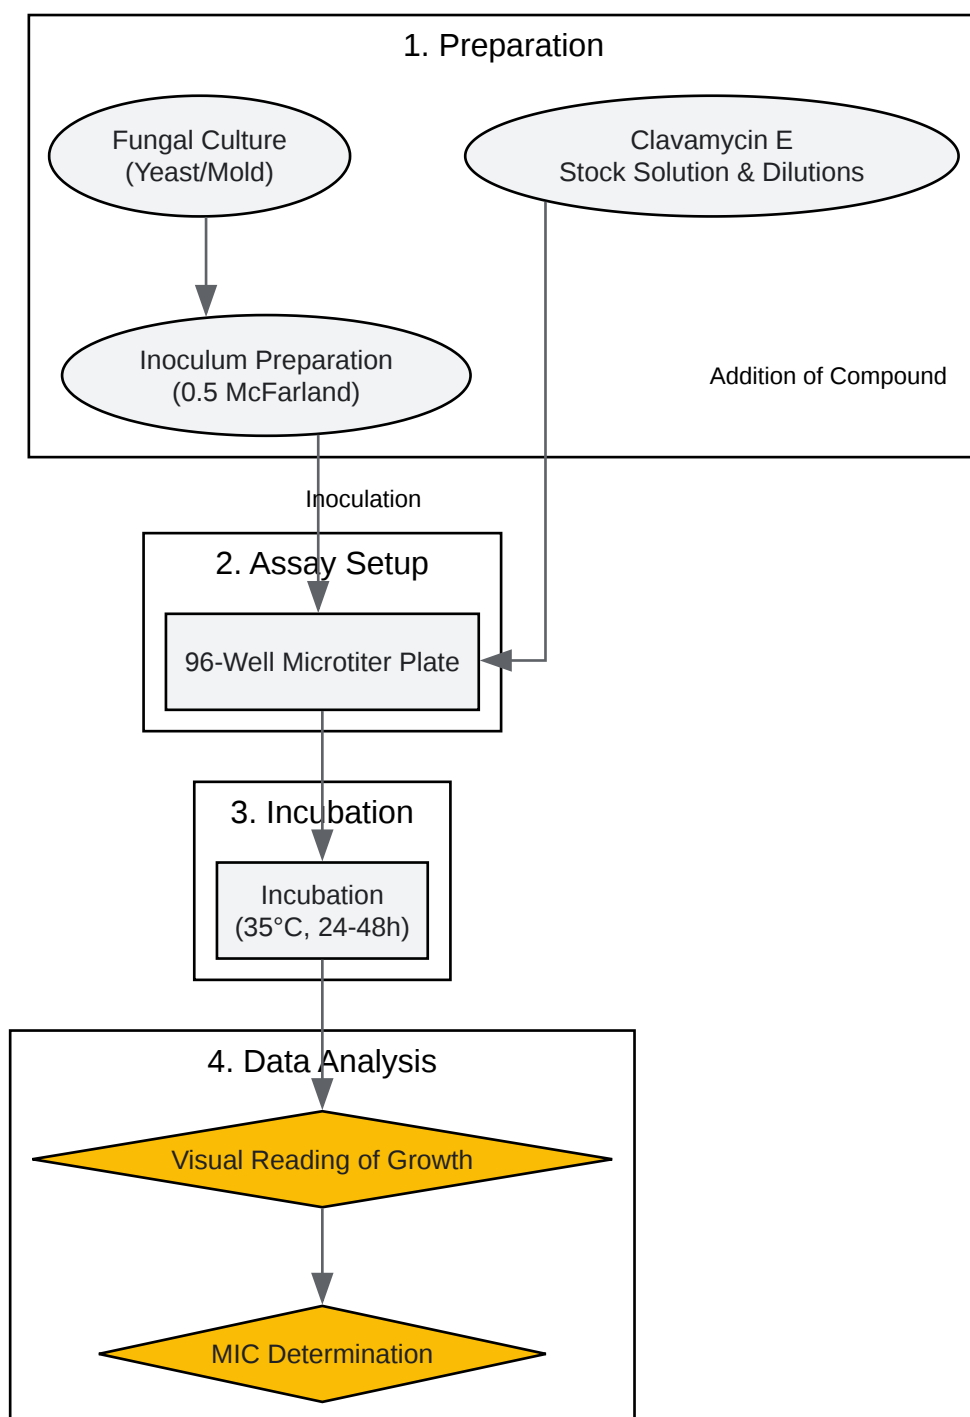 1. Preparation
Fungal Culture
(Yeast/Mold)
Clavamycin E
Stock Solution & Dilutions
Inoculum Preparation
(0.5 McFarland)
Addition of Compound
Inoculation
2. Assay Setup
96-Well Microtiter Plate
3. Incubation
Incubation
(35°C, 24-48h)
4. Data Analysis
Visual Reading of Growth
MIC Determination